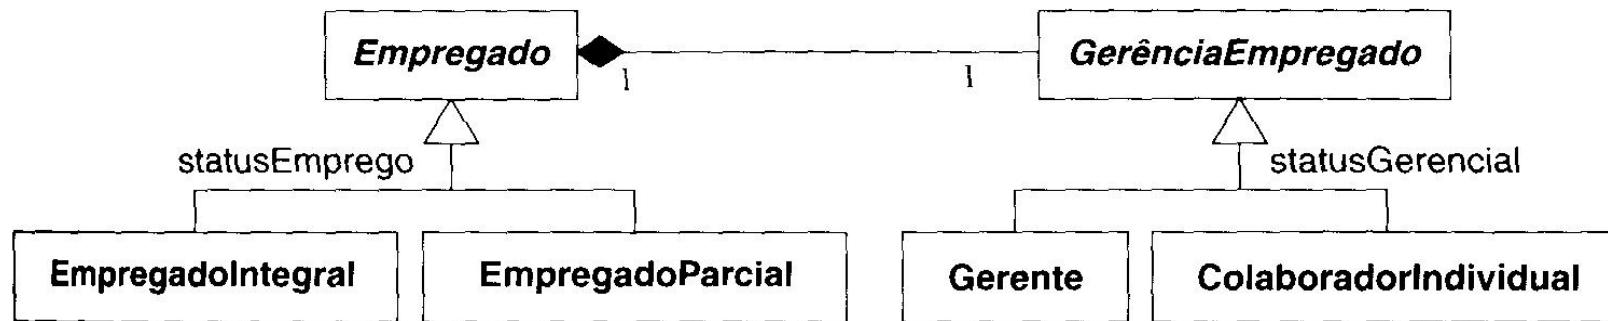 Empregado
GerênciaEmpregado
1
1
statusEmprego
statusGerencial
EmpregadoIntegral
EmpregadoParcial
Gerente
ColaboradorIndividual